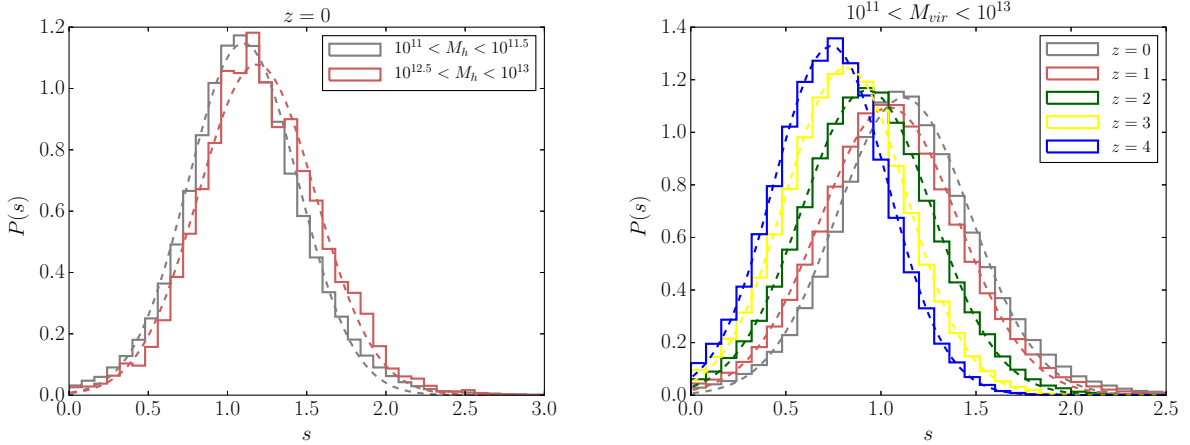 z = 0
1.2
1.0
0.8
0.6
0.4
0.2
0.0
P(s)
10^{11} < M_h < 10^{11.5}
10^{12.5} < M_h < 10^{13}
0.0 0.5 1.0 1.5 2.0 2.5 3.0
s
10^{11} < M_{vir} < 10^{13}
1.4
1.2
1.0
0.8
0.6
0.4
0.2
0.0
P(s)
z = 0
z = 1
z = 2
z = 3
z = 4
0.0 0.5 1.0 1.5 2.0 2.5
s